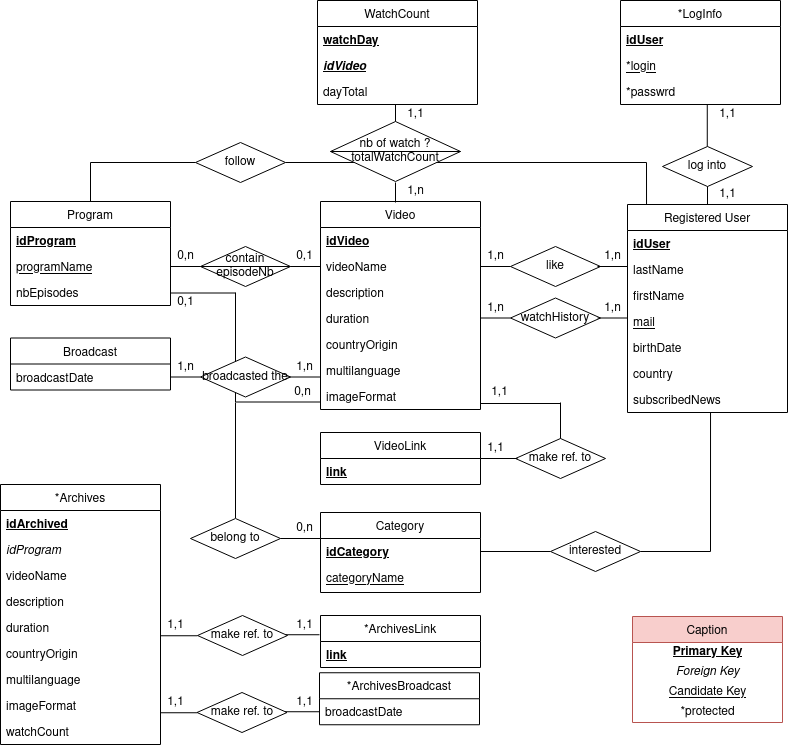 WatchCount
watchDay
idVideo
dayTotal
*LogInfo
idUser
*login
*passwrd
1,1
1,1
nb of watch ?
totalWatchCount
follow
log into
1,n
1,1
Program
idProgram
programName
nbEpisodes
0,n
contain
episodeNb
0,1
0,1
Video
idVideo
videoName
description
duration
countryOrigin
multilanguage
imageFormat
1,n
like
1,n
1,n
watchHistory
1,n
Registered User
idUser
lastName
firstName
mail
birthDate
country
subscribedNews
Broadcast
broadcastDate
1,n
broadcasted the
1,n
0,n
1,1
VideoLink
link
1,1
make ref. to
belong to
0,n
Category
idCategory
categoryName
interested
*Archives
idArchived
idProgram
videoName
description
duration
countryOrigin
multilanguage
imageFormat
watchCount
1,1
make ref. to
1,1
*ArchivesLink
link
1,1
make ref. to
1,1
*ArchivesBroadcast
broadcastDate
Caption
Primary Key
Foreign Key
Candidate Key
*protected